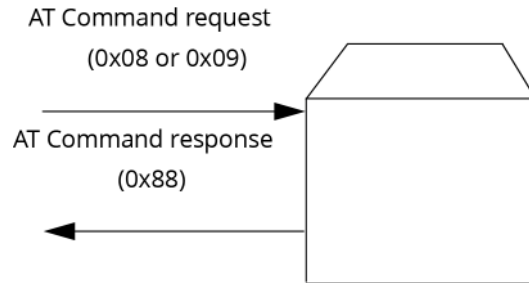 AT Command request
(0x08 or 0x09)
AT Command response
(0x88)